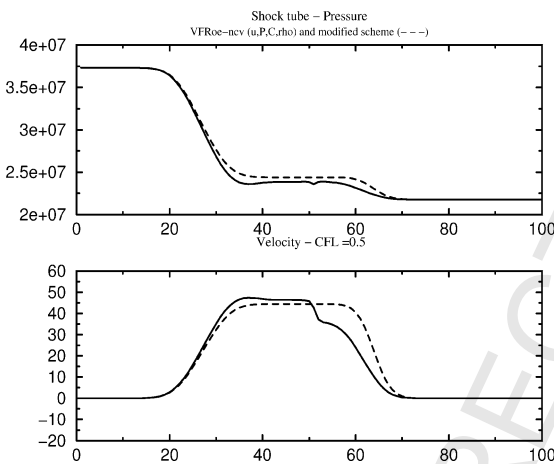 Shock tube – Pressure
VFRoe–ncv (u,P,C,rho) and modified scheme (– – –)
4e+07
3.5e+07
3e+07
2.5e+07
2e+07
0 20 40 60 80 100
Velocity – CFL =0.5
60
50
40
30
20
10
0
−10
−20
0 20 40 60 80 100